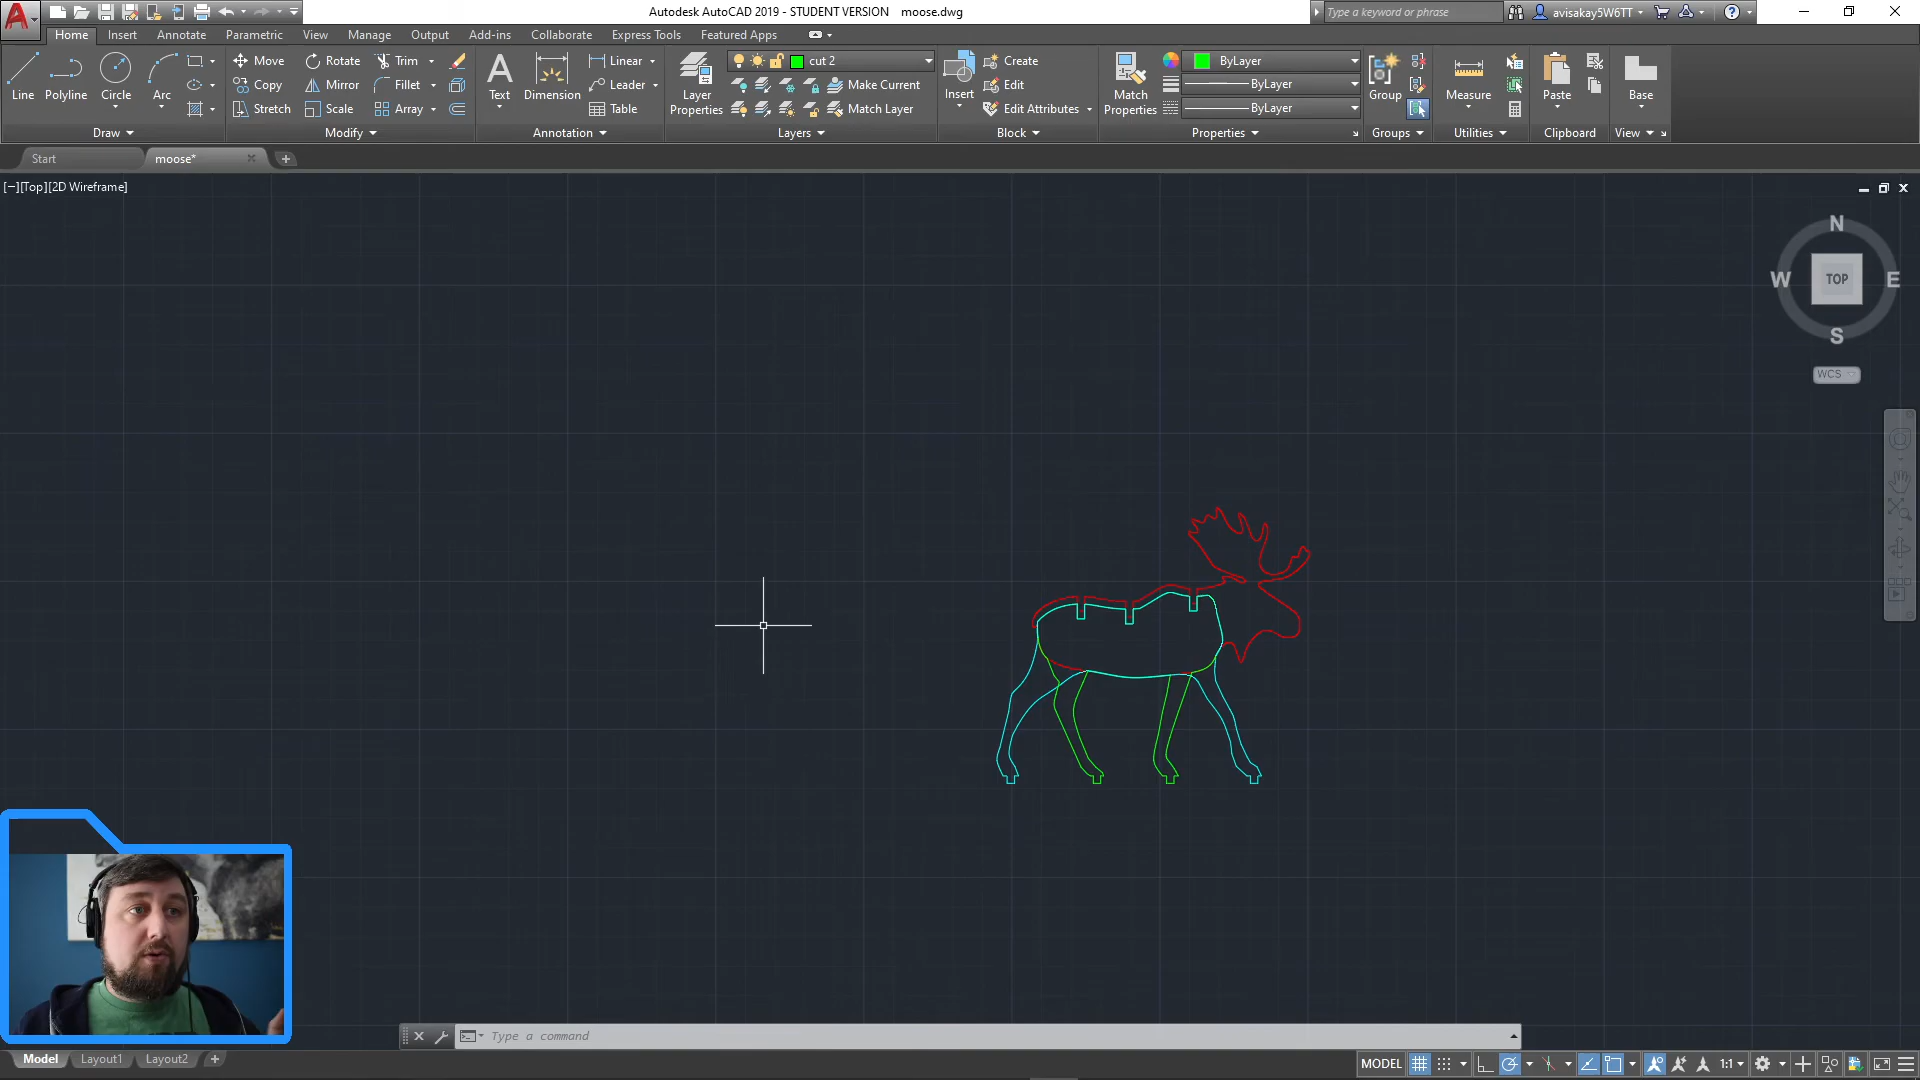 Autodesk AutoCAD 2019 - STUDENT VERSION moose.dwg
Type a keyword or phrase
avisakay5W6TT
Home Insert Annotate Parametric View Manage Output Add-ins Collaborate Express Tools Featured Apps
Line Polyline Circle Arc
Move Rotate Trim
Copy Mirror Fillet
Stretch Scale Array
Text Dimension
Linear
Leader
Table
Layer Properties
cut 2
Make Current
Match Layer
Insert
Create
Edit
Edit Attributes
Match Properties
ByLayer
ByLayer
ByLayer
Group
Measure
Paste
Base
Draw Modify Annotation Layers Block Properties Groups Utilities Clipboard View
Start moose*
[−][Top][2D Wireframe]
N
W TOP E
S
WCS
Type a command
Model Layout1 Layout2
MODEL 1:1